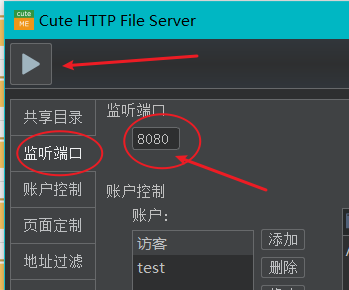 cute
ME
Cute HTTP File Server
共享目录
监听端口
监听端口
8080
账户控制
账户控制
页面定制
账户:
地址过滤
访客
添加
test
删除